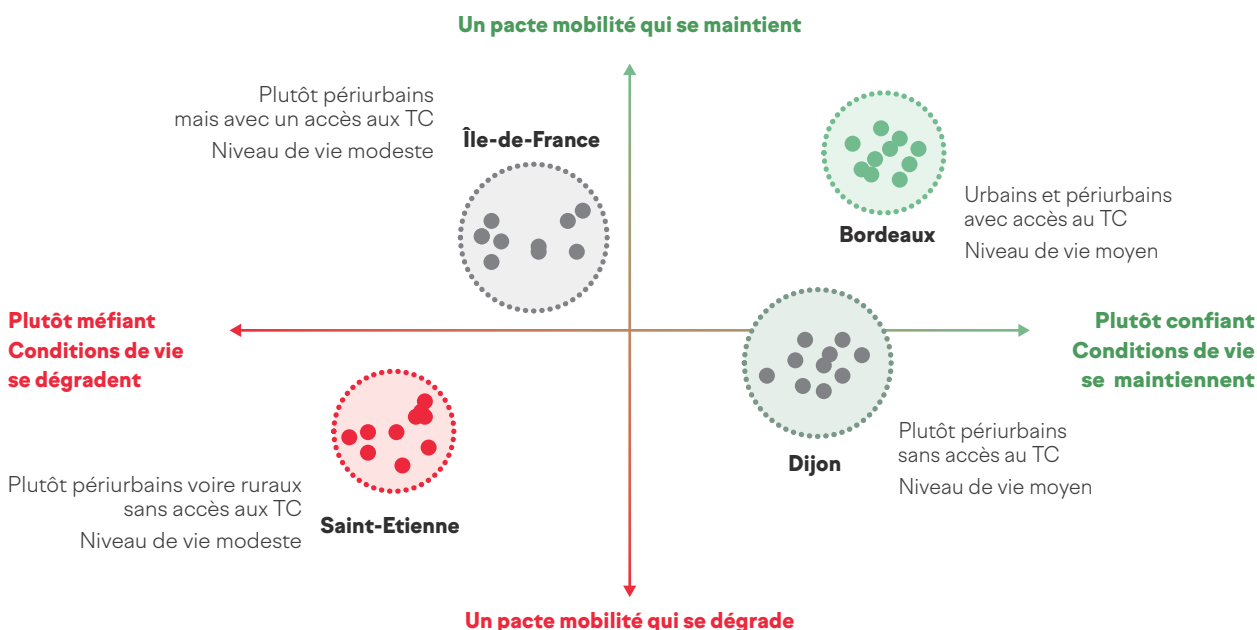 Un pacte mobilité qui se maintient
Plutôt périurbains
mais avec un accès aux TC
Niveau de vie modeste
Île-de-France
Bordeaux
Urbains et périurbains
avec accès au TC
Niveau de vie moyen
Plutôt méfiant
Conditions de vie
se dégradent
Plutôt confiant
Conditions de vie
se maintiennent
Dijon
Plutôt périurbains
sans accès au TC
Niveau de vie moyen
Plutôt périurbains voire ruraux
sans accès aux TC
Niveau de vie modeste
Saint-Etienne
Un pacte mobilité qui se dégrade